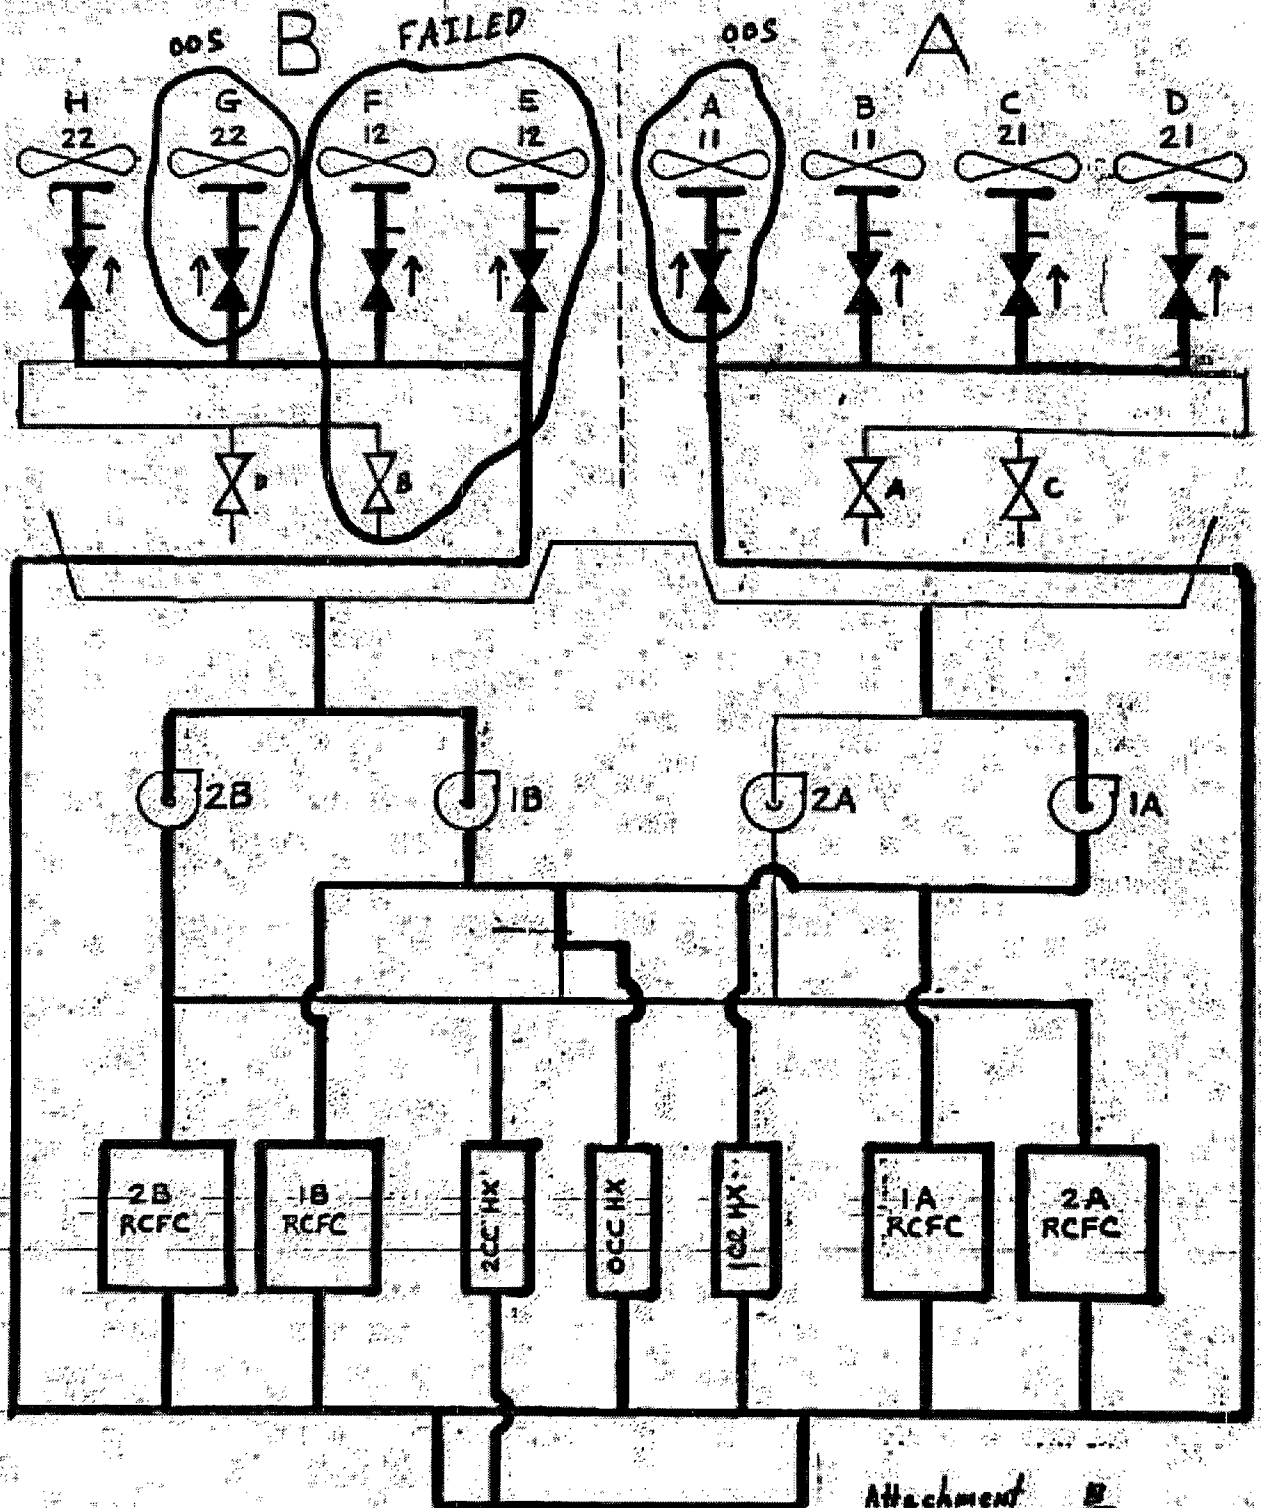 OOS B FAILED OOS A
H G F E A B C D
22 22 12 12 11 11 21 21
D B A C
2B 1B 2A 1A
2B RCFC
1B RCFC
2CC HX
OCC HX
1CC HX
1A RCFC
2A RCFC
Attachment